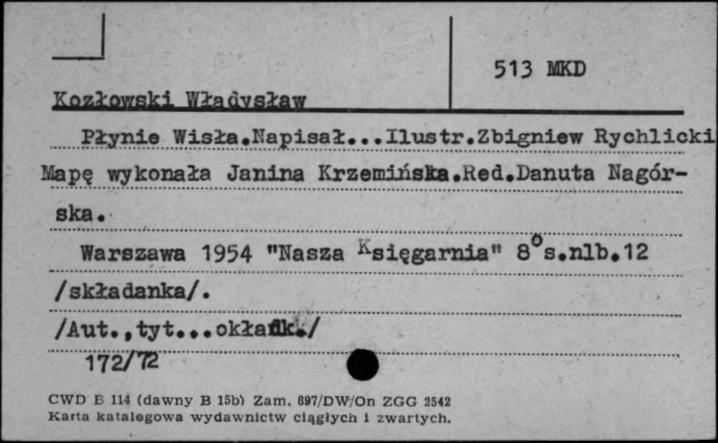 513 MKD
Kozłowski Władysław
Płynie Wisła.Napisał...Ilustr.Zbigniew Rychlicki
Mapę wykonała Janina Krzemińska.Red.Danuta Nagór-
ska.
Warszawa 1954 "Nasza Księgarnia" 8° s.nlb.12
/składanka/.
/Aut.,tyt...okładk./
172/72
CWD B 114 (dawny B 15b) Zam. 897/DW/On ZGG 2542
Karta katalogowa wydawnictw ciągłych i zwartych.